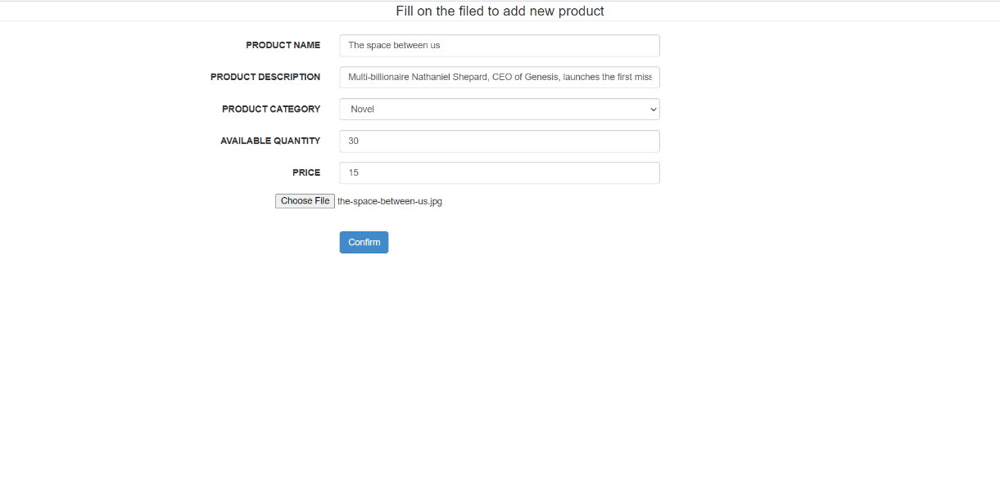 Fill on the filed to add new product
PRODUCT NAME The space between us
PRODUCT DESCRIPTION Multi-billionaire Nathaniel Shepard, CEO of Genesis, launches the first miss
PRODUCT CATEGORY Novel
AVAILABLE QUANTITY 30
PRICE 15
Choose File the-space-between-us.jpg
Confirm